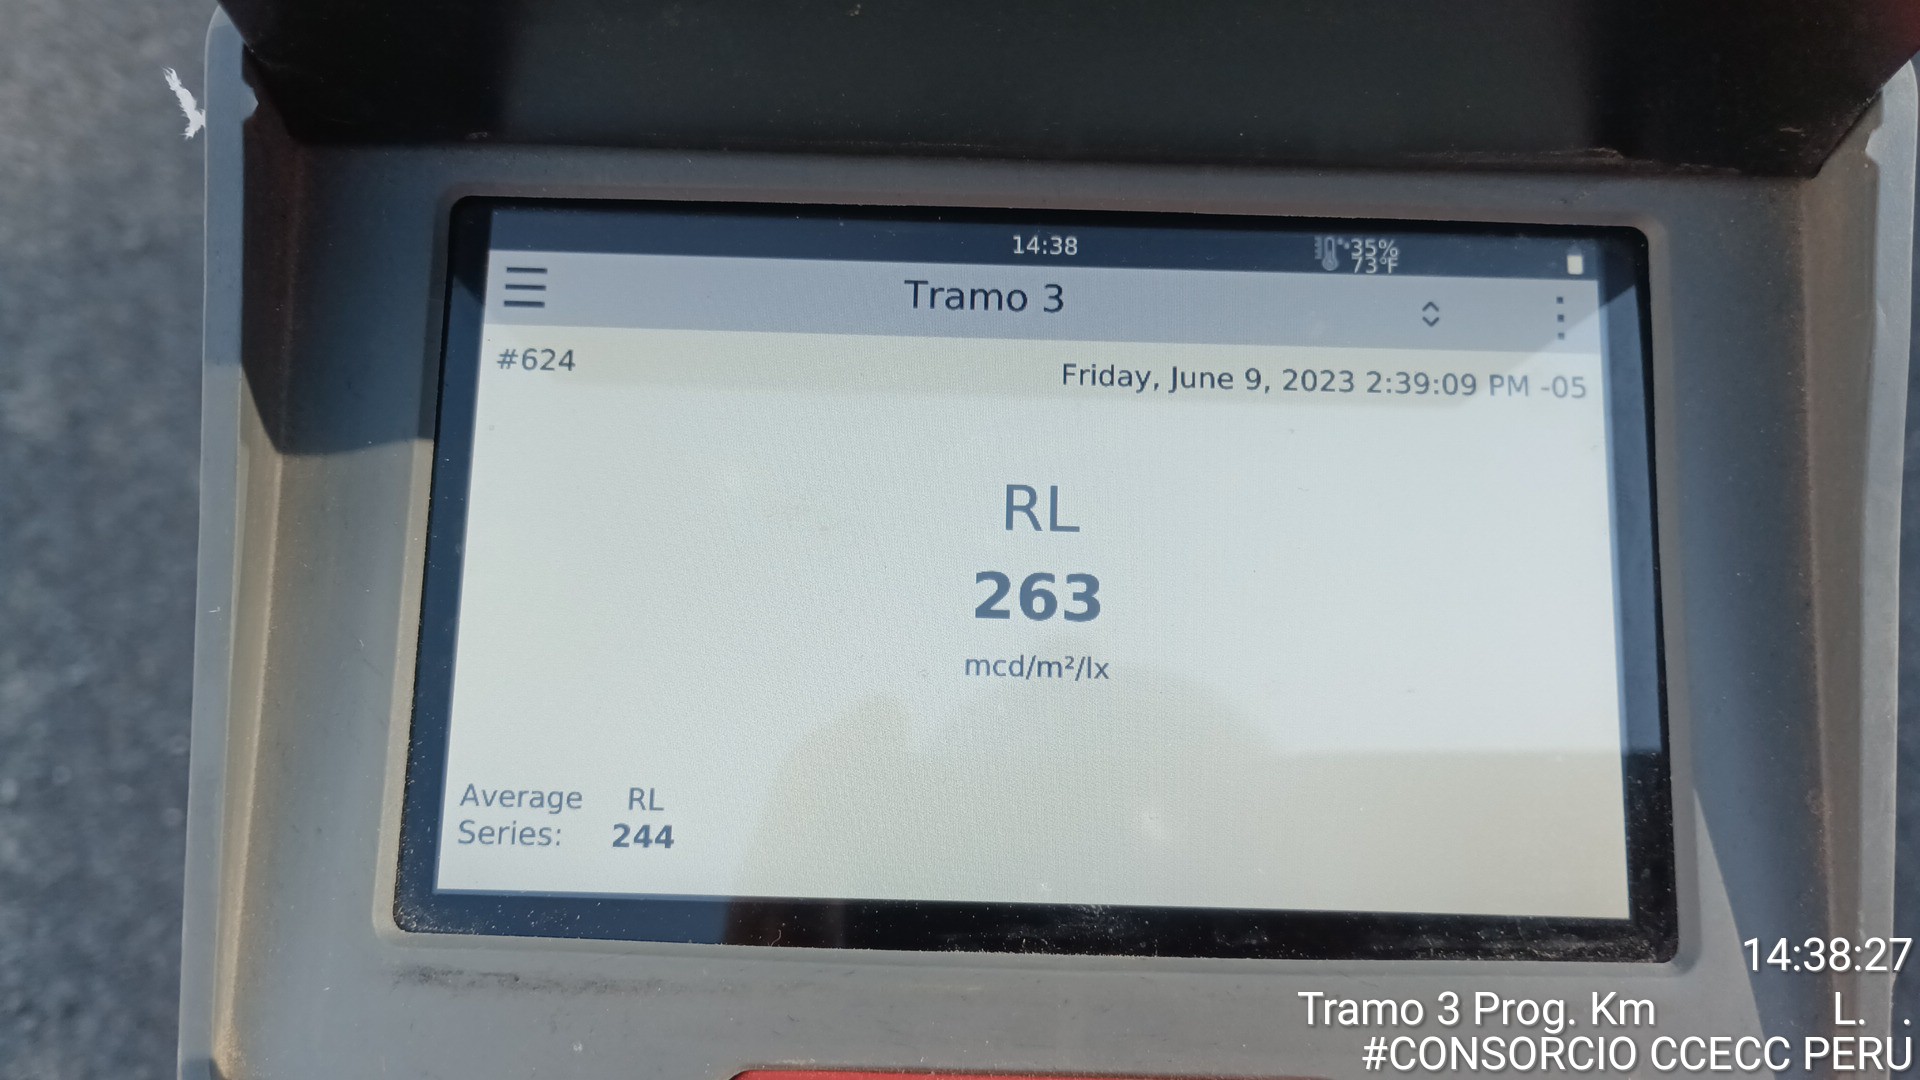 14:38
35%
73°F
Tramo 3
#624
Friday, June 9, 2023 2:39:09 PM -05
RL
263
mcd/m²/lx
Average RL
Series: 244
14:38:27
Tramo 3 Prog. Km L. .
#CONSORCIO CCECC PERU